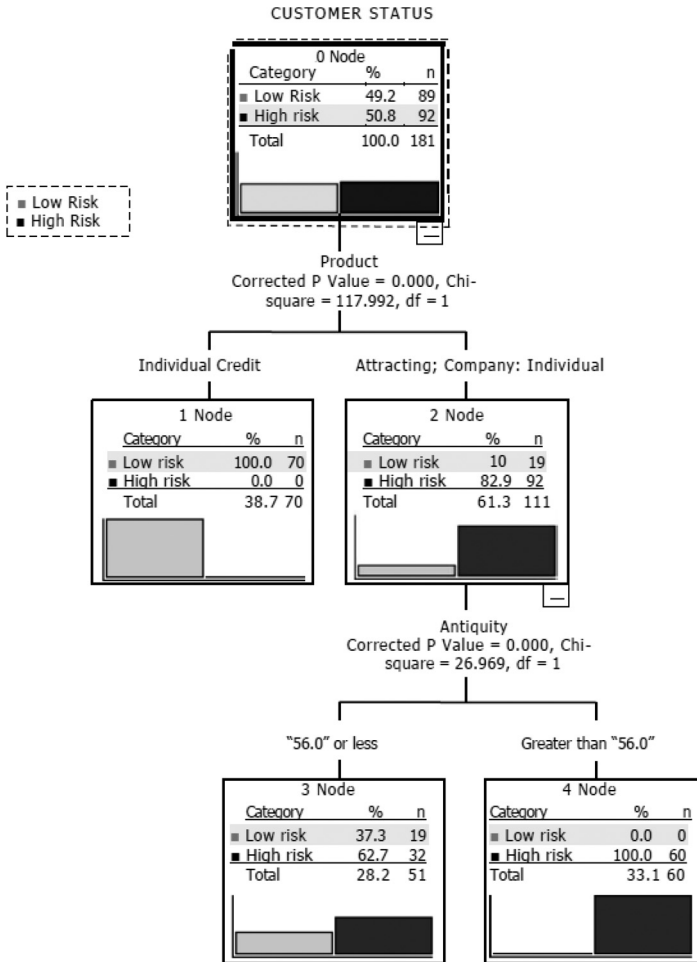 CUSTOMER STATUS
0 Node
Category % n
Low Risk 49.2 89
High risk 50.8 92
Total 100.0 181
Low Risk
High Risk
Product
Corrected P Value = 0.000, Chi-
square = 117.992, df = 1
Individual Credit
Attracting; Company: Individual
1 Node
Category % n
Low risk 100.0 70
High risk 0.0 0
Total 38.7 70
2 Node
Category % n
Low risk 10 19
High risk 82.9 92
Total 61.3 111
Antiquity
Corrected P Value = 0.000, Chi-
square = 26.969, df = 1
"56.0" or less
Greater than "56.0"
3 Node
Category % n
Low risk 37.3 19
High risk 62.7 32
Total 28.2 51
4 Node
Category % n
Low risk 0.0 0
High risk 100.0 60
Total 33.1 60